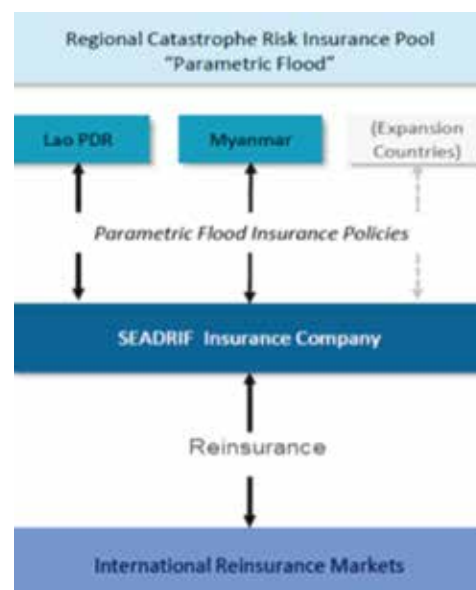 Regional Catastrophe Risk Insurance Pool
“Parametric Flood”
Lao PDR
Myanmar
(Expansion
Countries)
Parametric Flood Insurance Policies
SEADRIF Insurance Company
Reinsurance
International Reinsurance Markets